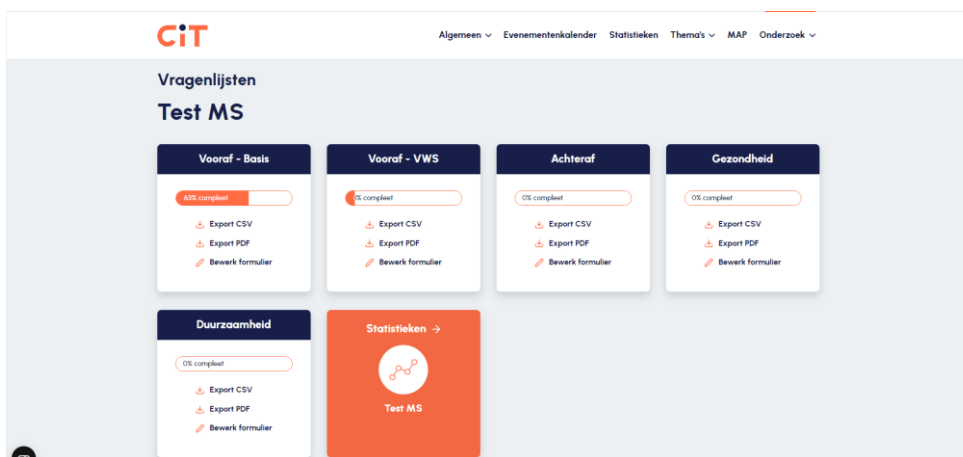 CiT
Algemeen Evenementenkalender Statistieken Thema's MAP Onderzoek
Vragenlijsten
Test MS
Vooraf - Basis
63% compleet
Export CSV
Export PDF
Bewerk formulier
Vooraf - VWS
% compleet
Export CSV
Export PDF
Bewerk formulier
Achteraf
0% compleet
Export CSV
Export PDF
Bewerk formulier
Gezondheid
0% compleet
Export CSV
Export PDF
Bewerk formulier
Duurzaamheid
0% compleet
Export CSV
Export PDF
Bewerk formulier
Statistieken →
Test MS